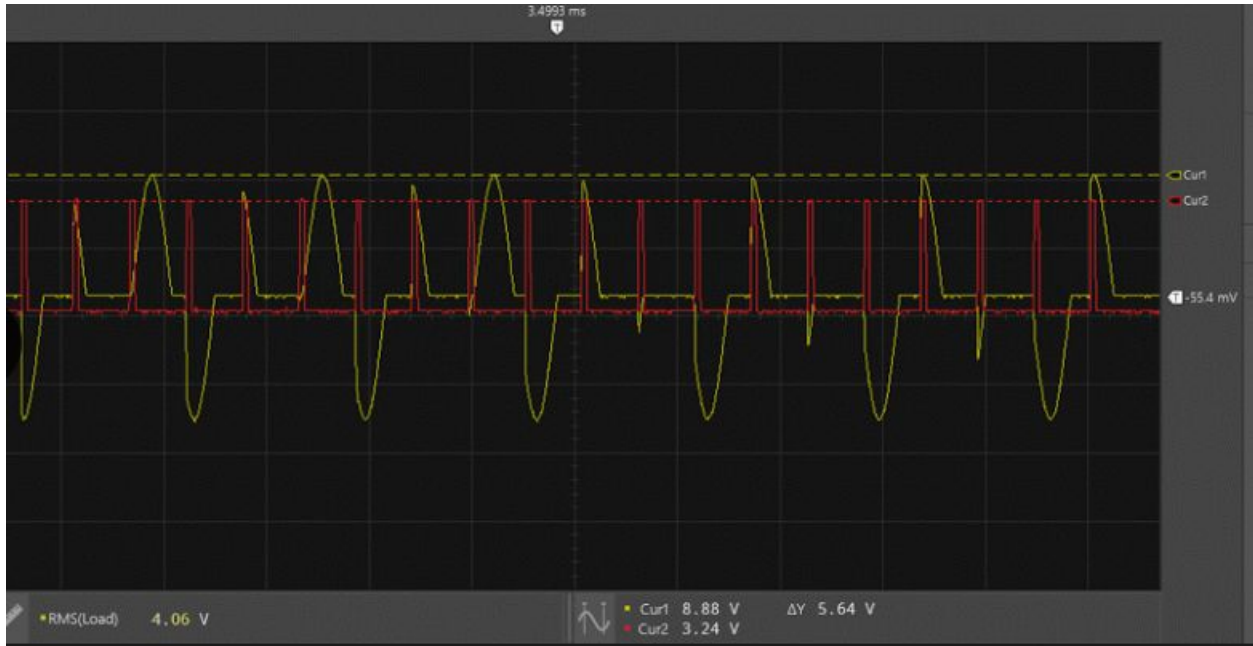 3.4993 ms
T
Cur1
Cur2
T -55.4 mV
RMS(Load) 4.06 V
Cur1 8.88 V ΔY 5.64 V
Cur2 3.24 V